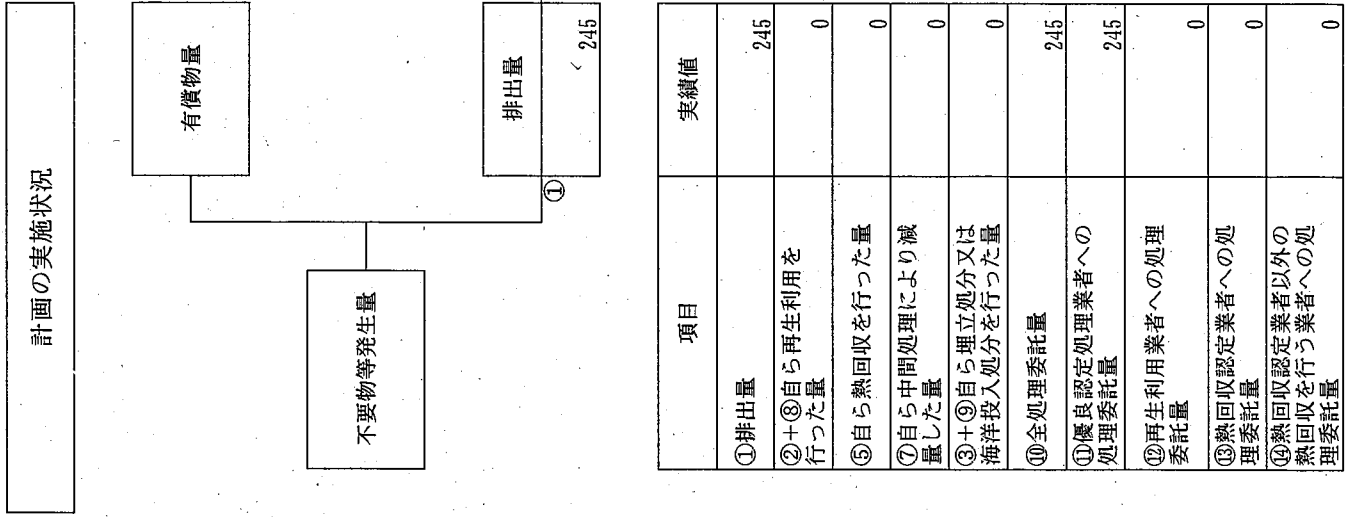 計画の実施状況
有償物量
不要物等発生量
排出量
①
245
項目
実績値
①排出量
245
②+⑧自ら再生利用を
行った量
0
⑤自ら熱回収を行った量
0
⑦自ら中間処理により減
量した量
0
③+⑨自ら埋立処分又は
海洋投入処分を行った量
0
⑩全処理委託量
245
⑪優良認定処理業者への
処理委託量
245
⑫再生利用業者への処理
委託量
0
⑬熱回収認定業者への処
理委託量
0
⑭熱回収認定業者以外の
熱回収を行う業者への処
理委託量
0